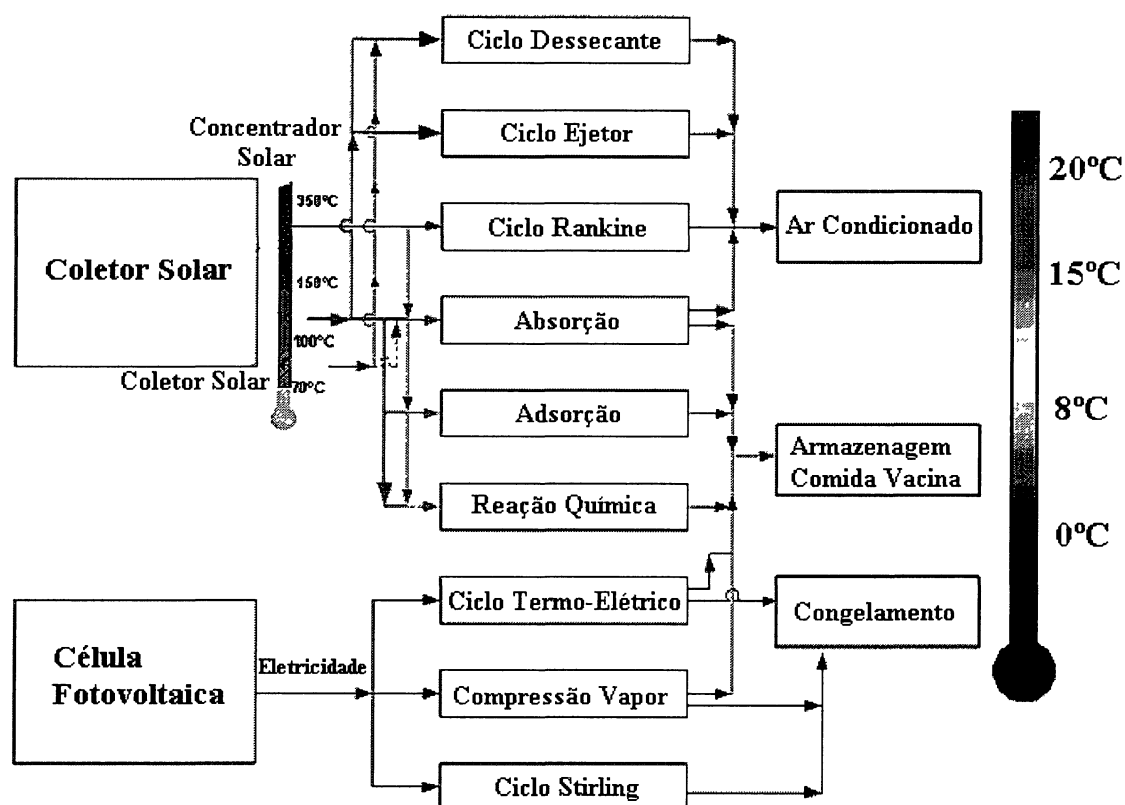 Ciclo Dessecante
Concentrador
Solar
Ciclo Ejetor
20ºC
350ºC
Ciclo Rankine
Ar Condicionado
Coletor Solar
150ºC
15ºC
Absorção
100ºC
Coletor Solar
70ºC
Adsorção
8ºC
Armazenagem
Comida Vacina
Reação Química
0ºC
Ciclo Termo-Elétrico
Congelamento
Célula
Fotovoltaica
Eletricidade
Compressão Vapor
Ciclo Stirling